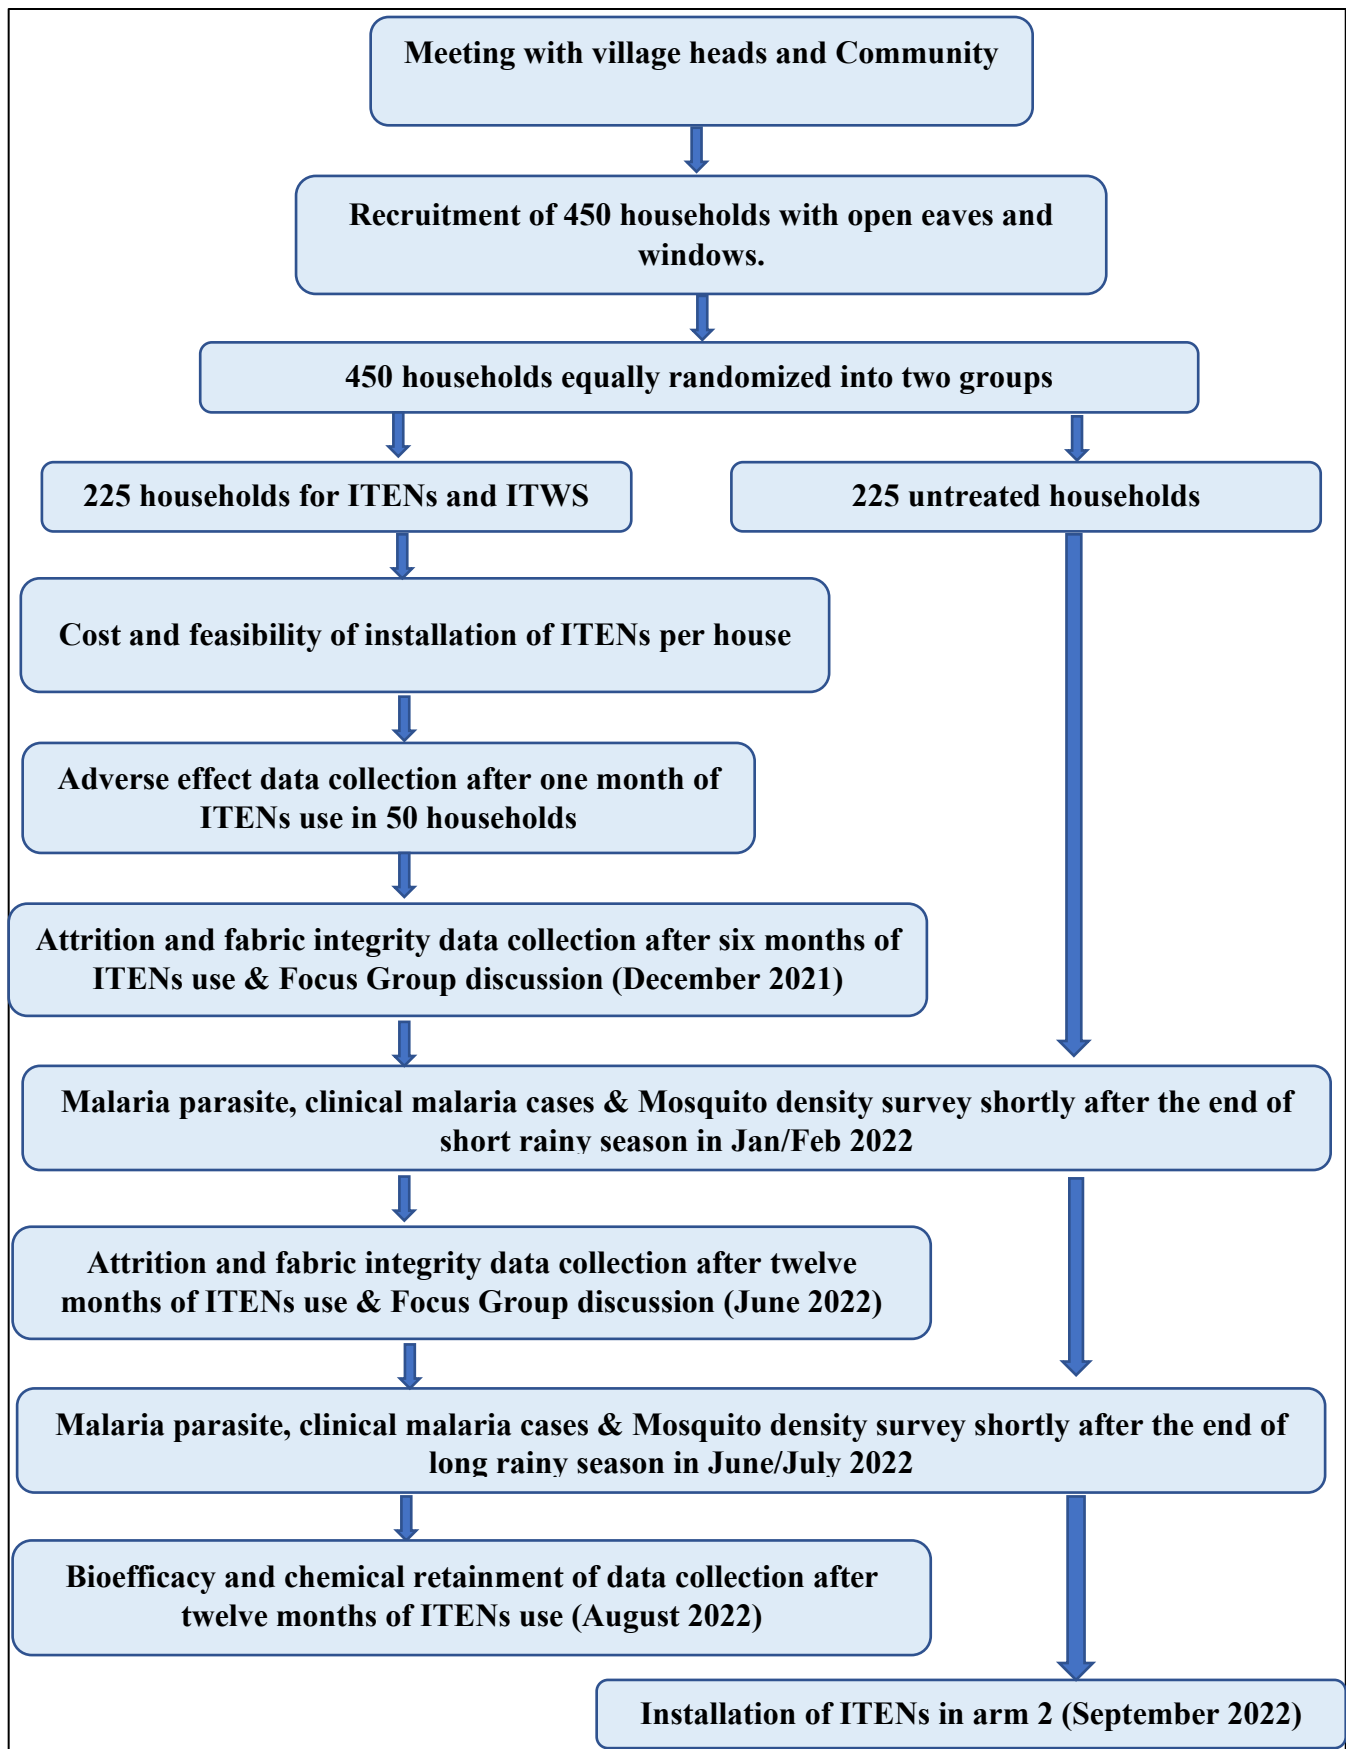 Meeting with village heads and Community
Recruitment of 450 households with open eaves and
windows.
450 households equally randomized into two groups
225 households for ITENs and ITWS
225 untreated households
Cost and feasibility of installation of ITENs per house
Adverse effect data collection after one month of
ITENs use in 50 households
Attrition and fabric integrity data collection after six months of
ITENs use & Focus Group discussion (December 2021)
Malaria parasite, clinical malaria cases & Mosquito density survey shortly after the end of
short rainy season in Jan/Feb 2022
Attrition and fabric integrity data collection after twelve
months of ITENs use & Focus Group discussion (June 2022)
Malaria parasite, clinical malaria cases & Mosquito density survey shortly after the end of
long rainy season in June/July 2022
Bioefficacy and chemical retainment of data collection after
twelve months of ITENs use (August 2022)
Installation of ITENs in arm 2 (September 2022)